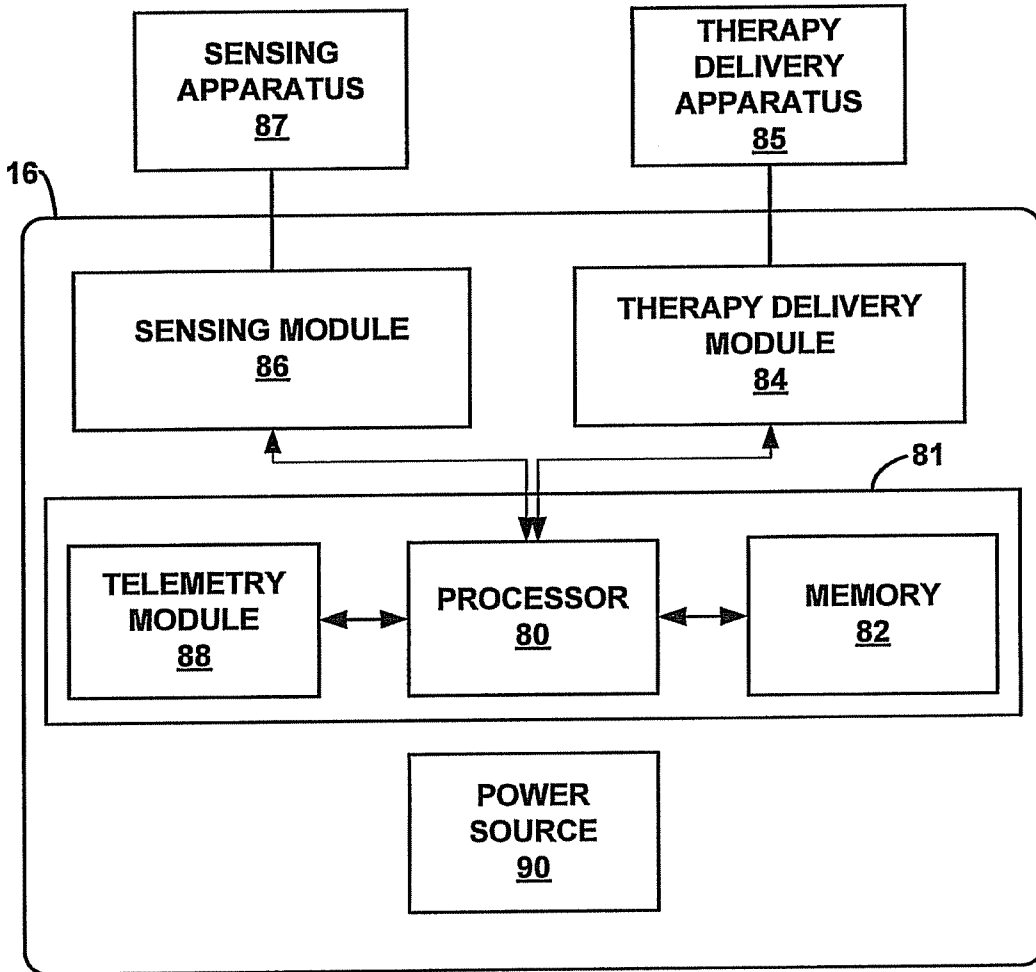 SENSING
APPARATUS
87
THERAPY
DELIVERY
APPARATUS
85
16
SENSING MODULE
86
THERAPY DELIVERY
MODULE
84
81
TELEMETRY
MODULE
88
PROCESSOR
80
MEMORY
82
POWER
SOURCE
90